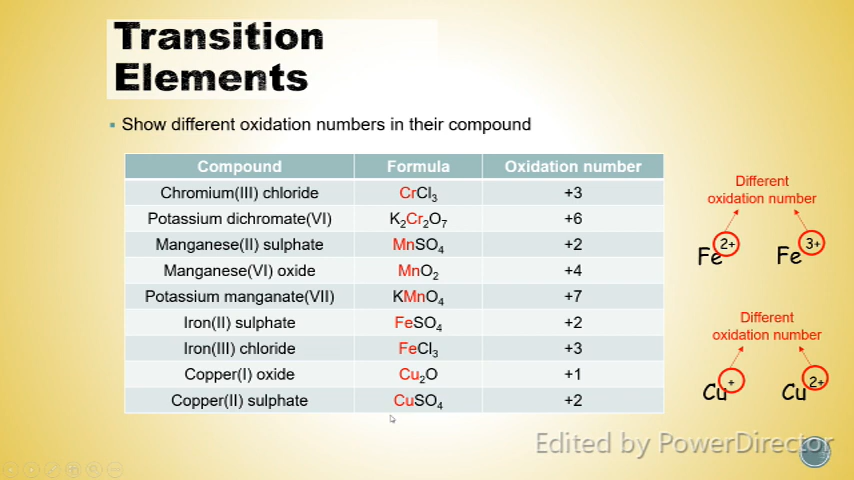 Transition
Elements
Show different oxidation numbers in their compound
Compound Formula Oxidation number
Chromium(III) chloride CrCl3 +3
Potassium dichromate(VI) K2Cr2O7 +6
Manganese(II) sulphate MnSO4 +2
Manganese(VI) oxide MnO2 +4
Potassium manganate(VII) KMnO4 +7
Iron(II) sulphate FeSO4 +2
Iron(III) chloride FeCl3 +3
Copper(I) oxide Cu2O +1
Copper(II) sulphate CuSO4 +2
Different
oxidation number
Fe2+ Fe3+
Different
oxidation number
Cu+ Cu2+
Edited by PowerDirector